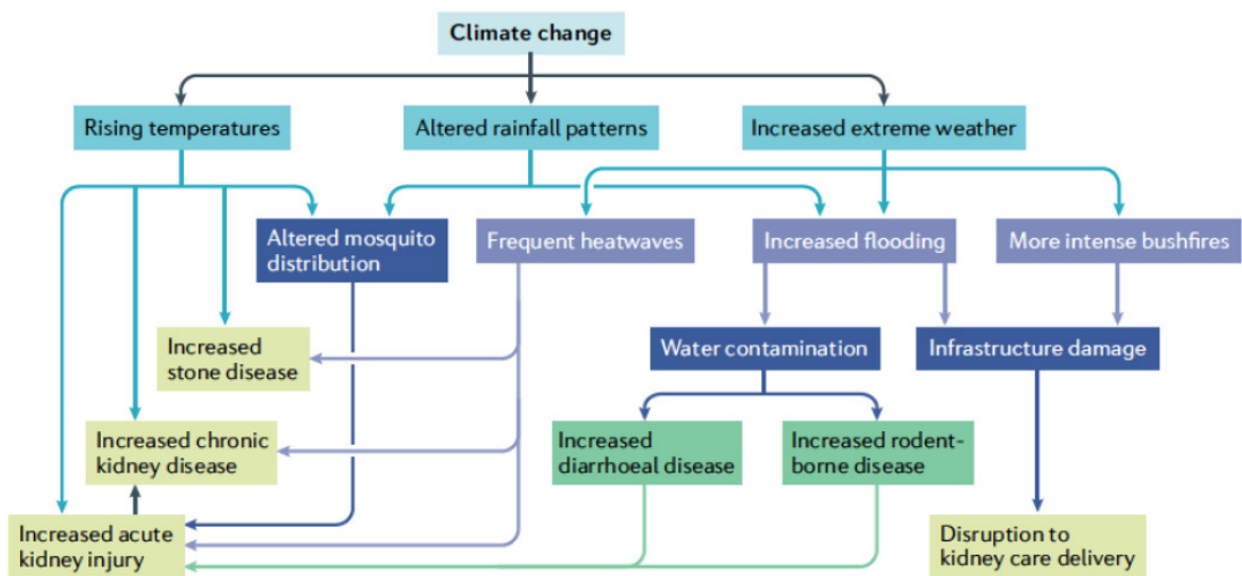 Climate change
Rising temperatures
Altered rainfall patterns
Increased extreme weather
Altered mosquito
distribution
Frequent heatwaves
Increased flooding
More intense bushfires
Increased
stone disease
Water contamination
Infrastructure damage
Increased chronic
kidney disease
Increased
diarrhoeal disease
Increased rodent-
borne disease
Increased acute
kidney injury
Disruption to
kidney care delivery